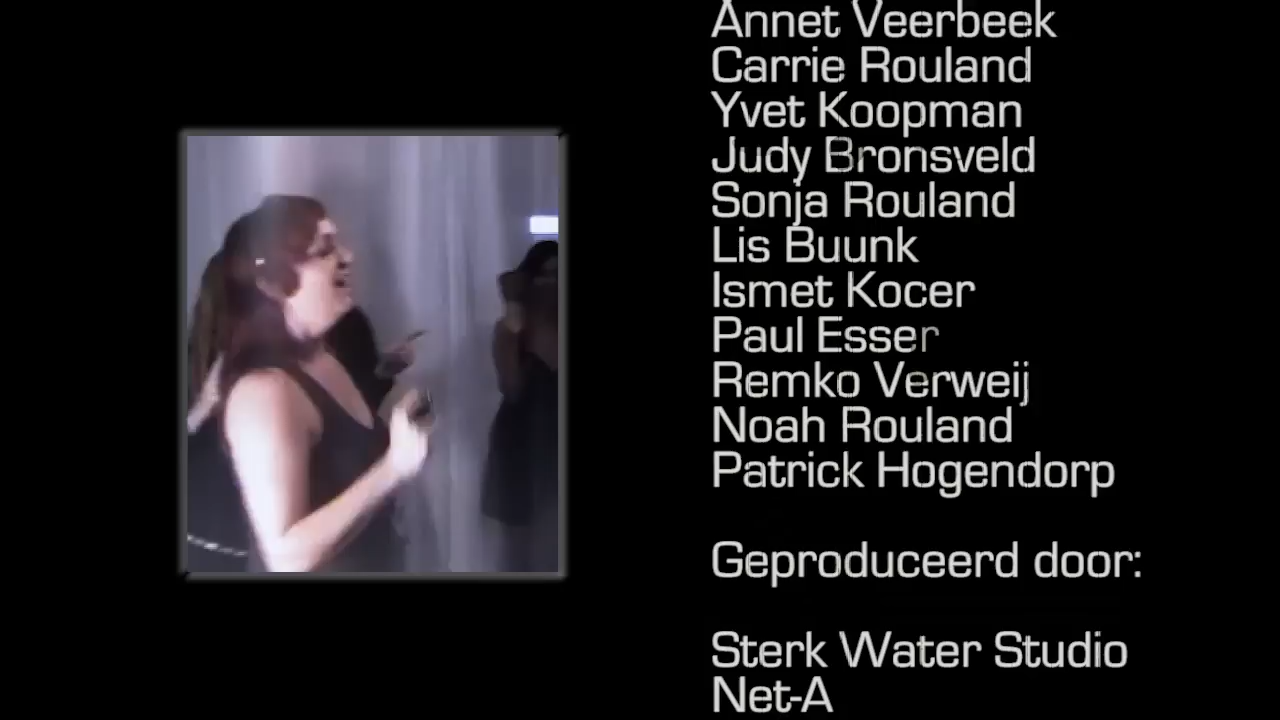 Annet Veerbeek
Carrie Rouland
Yvet Koopman
Judy Bronsveld
Sonja Rouland
Lis Buunk
Ismet Kocer
Paul Esser
Remko Verweij
Noah Rouland
Patrick Hogendorp
Geproduceerd door:
Sterk Water Studio
Net-A